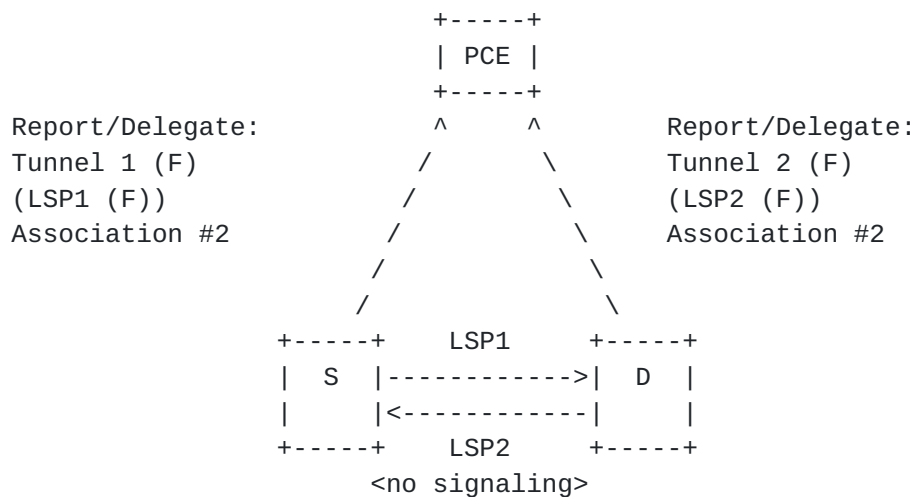 +-----+
| PCE |
+-----+
Report/Delegate: ^ ^ Report/Delegate:
Tunnel 1 (F) / \ Tunnel 2 (F)
(LSP1 (F)) / \ (LSP2 (F))
Association #2 / \ Association #2
/ \
/ \
+-----+ LSP1 +-----+
| S |------------>| D |
| |<------------| |
+-----+ LSP2 +-----+
<no signaling>